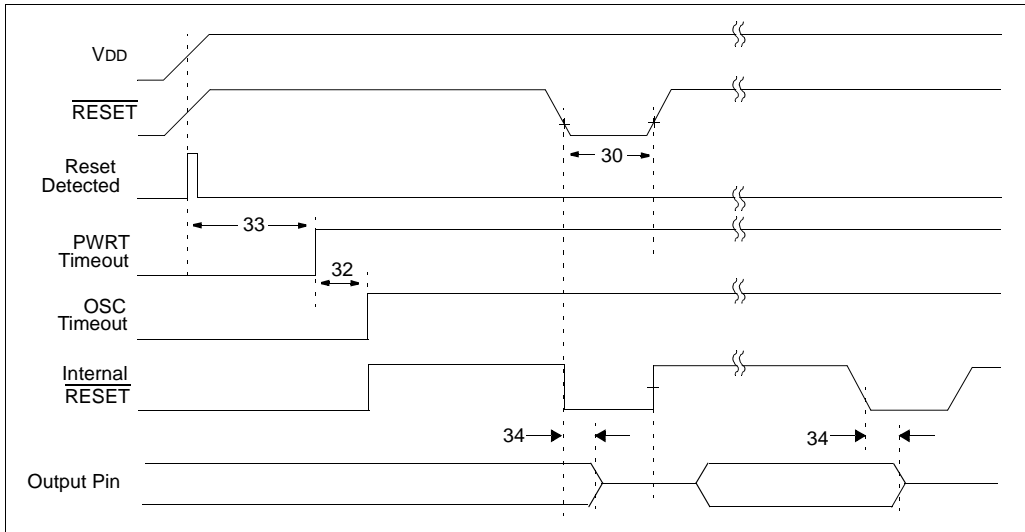 VDD
RESET
30
Reset
Detected
33
PWRT
Timeout
32
OSC
Timeout
Internal
RESET
34
34
Output Pin